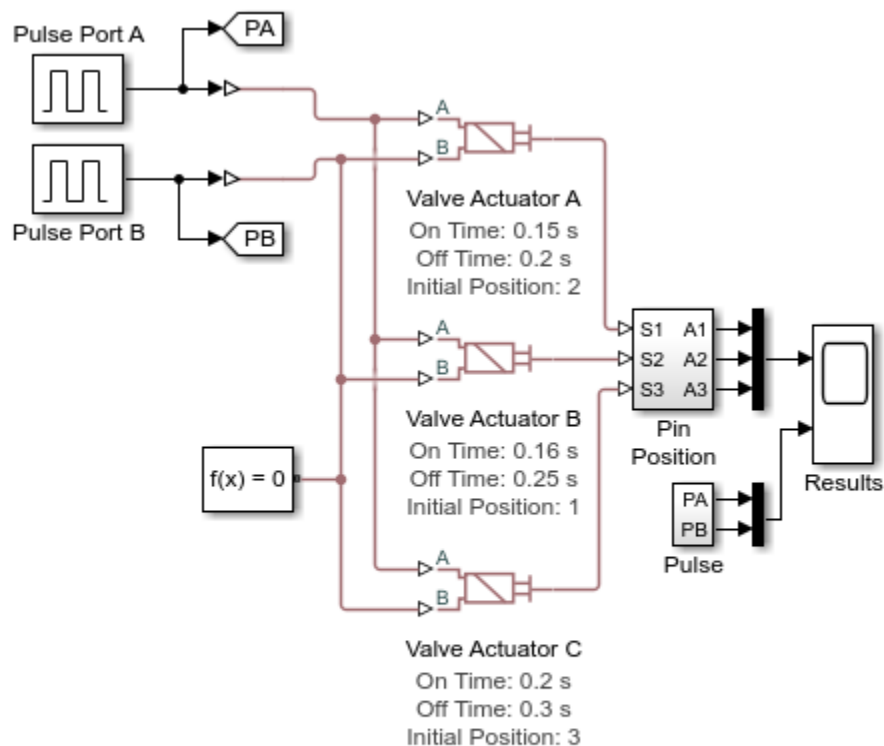 Pulse Port A
PA
Pulse Port B
PB
A
B
Valve Actuator A
On Time: 0.15 s
Off Time: 0.2 s
Initial Position: 2
S1 A1
S2 A2
S3 A3
Pin
Position
A
B
Valve Actuator B
On Time: 0.16 s
Off Time: 0.25 s
Initial Position: 1
f(x) = 0
Results
PA
PB
Pulse
A
B
Valve Actuator C
On Time: 0.2 s
Off Time: 0.3 s
Initial Position: 3